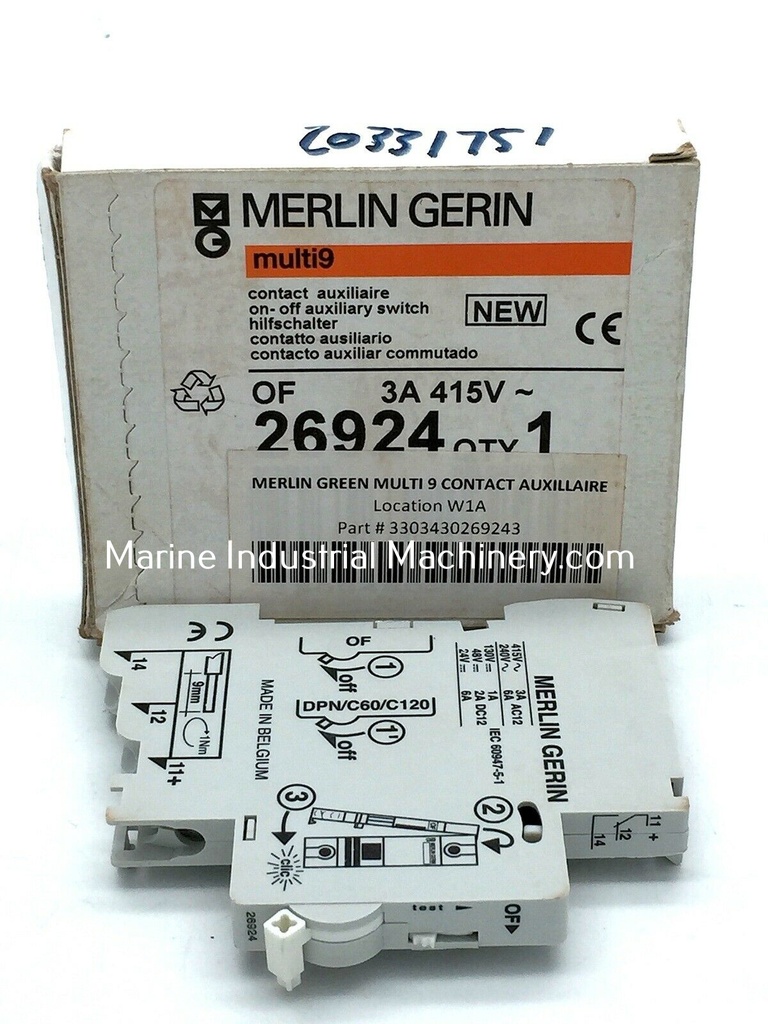 20331751
MERLIN GERIN
multi9
contact auxiliaire
on-off auxiliary switch
hilfschalter
contatto ausiliario
contacto auxiliar commutado
NEW
CE
OF 3A 415V ~
26924 QTY 1
MERLIN GREEN MULTI 9 CONTACT AUXILLAIRE
Location W1A
Part # 3303430269243
Marine Industrial Machinery.com
CE
14
12
11+
9mm
1Nm
MADE IN BELGIUM
OF
1
off
DPN/C60/C120
1'
off
415V ~ 3A AC12
240V ~ 6A
130V 1A
48V 2A DC12
24V 6A
IEC 60947-5-1
MERLIN GERIN
3
clic
2
11 +
12
14
26924
test
OF